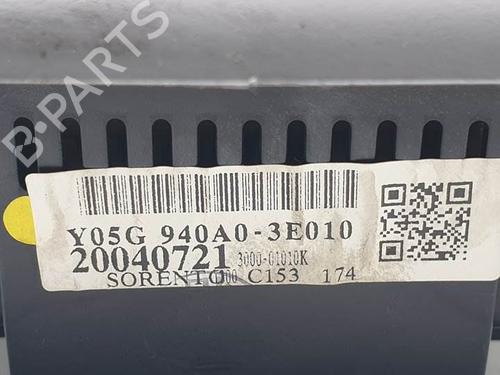 B-Parts
Y05G 940A0-3E010
20040721 3000-01010K
SORENTO C153 174